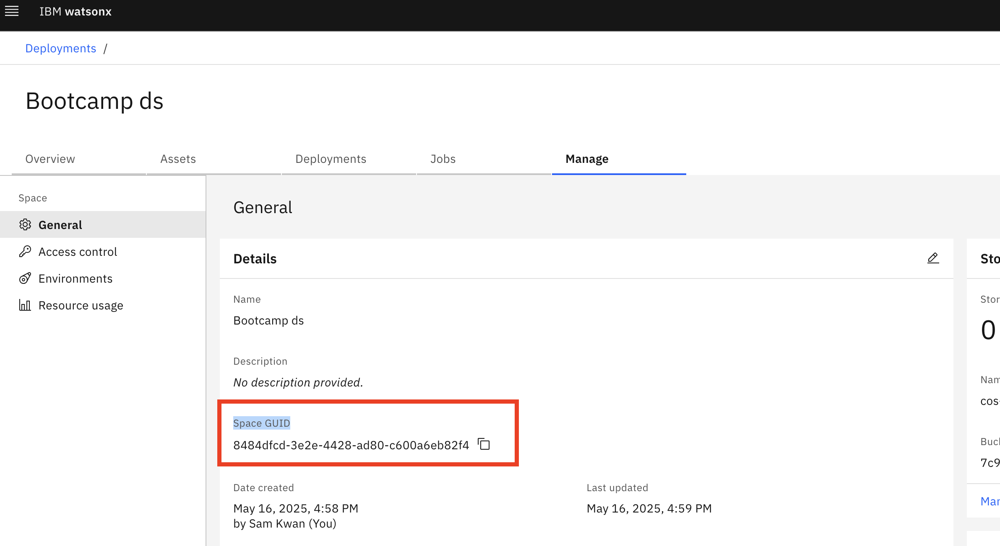 IBM watsonx
Deployments /
Bootcamp ds
Overview
Assets
Deployments
Jobs
Manage
Space
General
Access control
Environments
Resource usage
General
Details
Name
Bootcamp ds
Description
No description provided.
Space GUID
8484dfcd-3e2e-4428-ad80-c600a6eb82f4
Date created
May 16, 2025, 4:58 PM
by Sam Kwan (You)
Last updated
May 16, 2025, 4:59 PM
Sto
Stor
0
Nam
cos-
Buck
7c9
Man